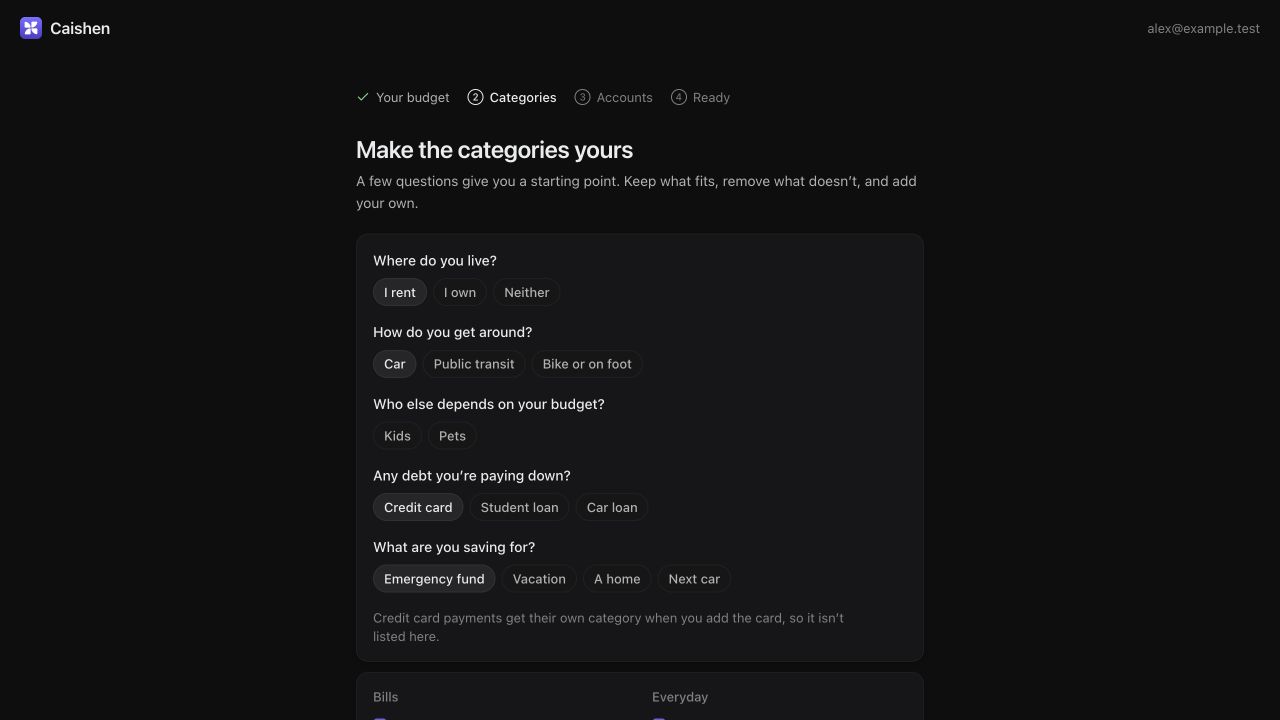 Caishen
alex@example.test
Your budget
2 Categories
3 Accounts
4 Ready
Make the categories yours
A few questions give you a starting point. Keep what fits, remove what doesn’t, and add
your own.
Where do you live?
I rent
I own
Neither
How do you get around?
Car
Public transit
Bike or on foot
Who else depends on your budget?
Kids
Pets
Any debt you’re paying down?
Credit card
Student loan
Car loan
What are you saving for?
Emergency fund
Vacation
A home
Next car
Credit card payments get their own category when you add the card, so it isn’t
listed here.
Bills
Everyday